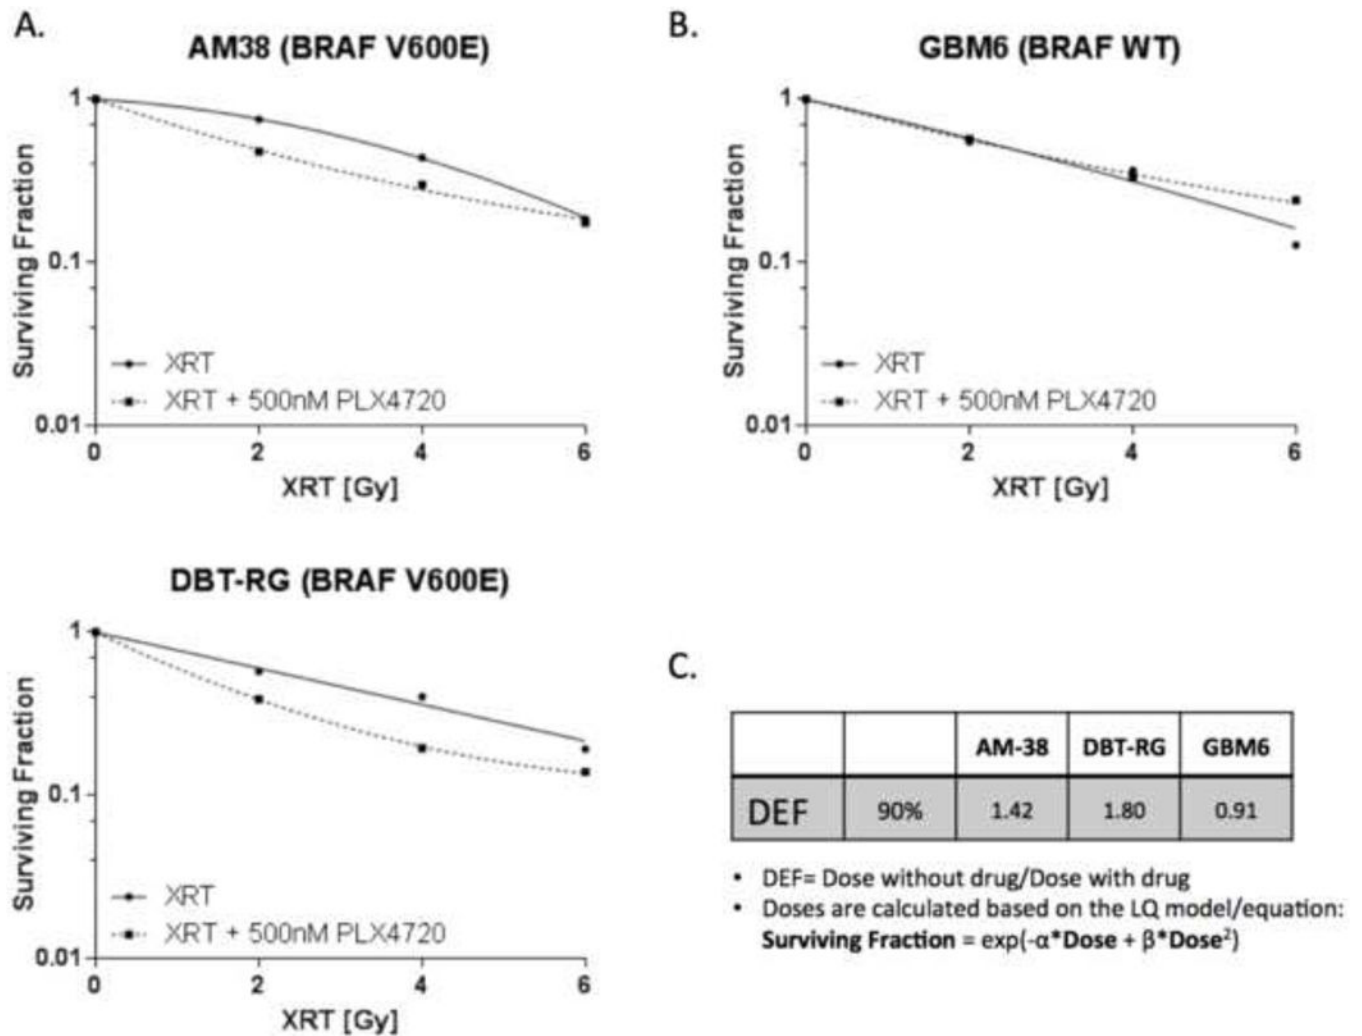 A.
AM38 (BRAF V600E)
Surviving Fraction
1
0.1
0.01
XRT
XRT + 500nM PLX4720
0 2 4 6
XRT [Gy]
B.
GBM6 (BRAF WT)
Surviving Fraction
1
0.1
0.01
XRT
XRT + 500nM PLX4720
0 2 4 6
XRT [Gy]
DBT-RG (BRAF V600E)
Surviving Fraction
1
0.1
0.01
XRT
XRT + 500nM PLX4720
0 2 4 6
XRT [Gy]
C.
AM-38 DBT-RG GBM6
DEF 90% 1.42 1.80 0.91
• DEF= Dose without drug/Dose with drug
• Doses are calculated based on the LQ model/equation:
Surviving Fraction = exp(-α*Dose + β*Dose²)